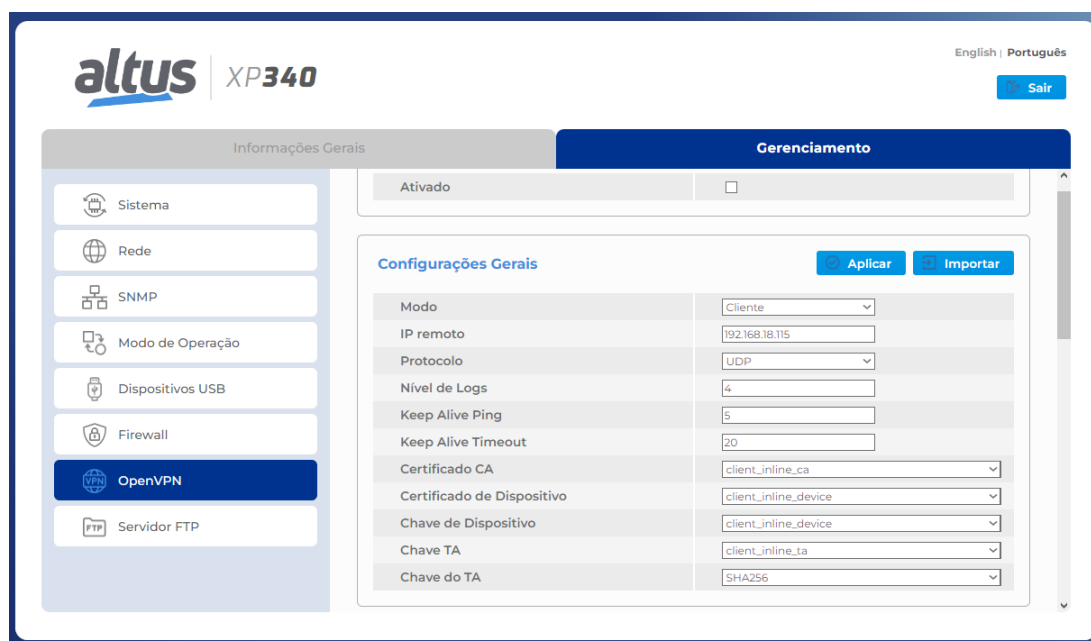 English | Português
altus | XP340
Sair
Informações Gerais
Gerenciamento
Sistema
Rede
SNMP
Modo de Operação
Dispositivos USB
Firewall
VPN OpenVPN
FTP Servidor FTP
Ativado
Configurações Gerais
Aplicar
Importar
Modo Cliente
IP remoto 192.168.18.115
Protocolo UDP
Nível de Logs 4
Keep Alive Ping 5
Keep Alive Timeout 20
Certificado CA client_inline_ca
Certificado de Dispositivo client_inline_device
Chave de Dispositivo client_inline_device
Chave TA client_inline_ta
Chave do TA SHA256